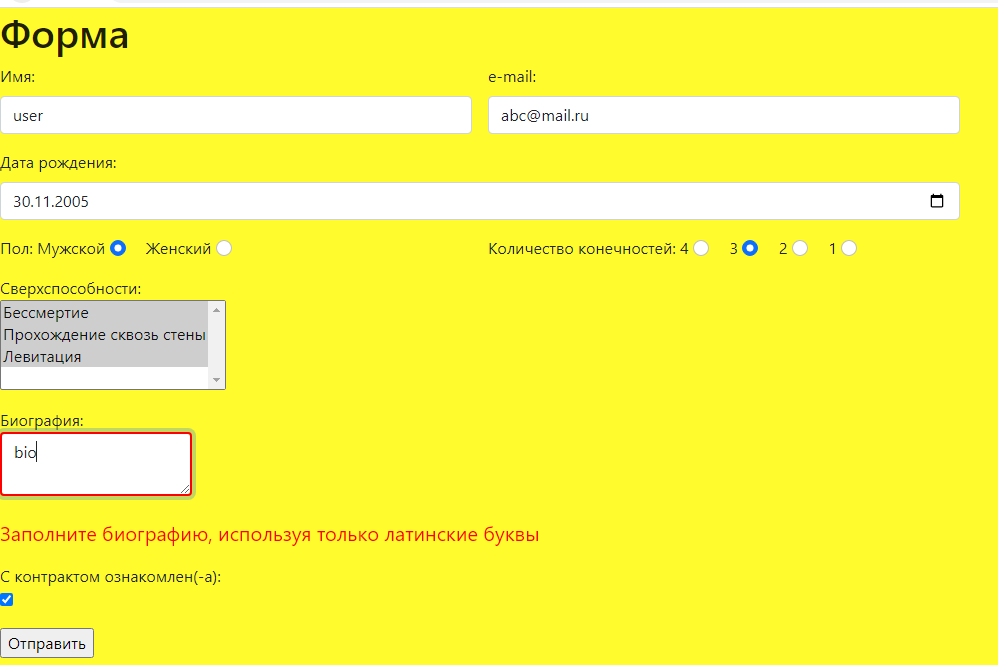 Форма
Имя: e-mail:
user abc@mail.ru
Дата рождения:
30.11.2005
Пол: Мужской Женский Количество конечностей: 4 3 2 1
Сверхспособности:
Бессмертие
Прохождение сквозь стены
Левитация
Биография:
bio
Заполните биографию, используя только латинские буквы
С контрактом ознакомлен(-а):
Отправить